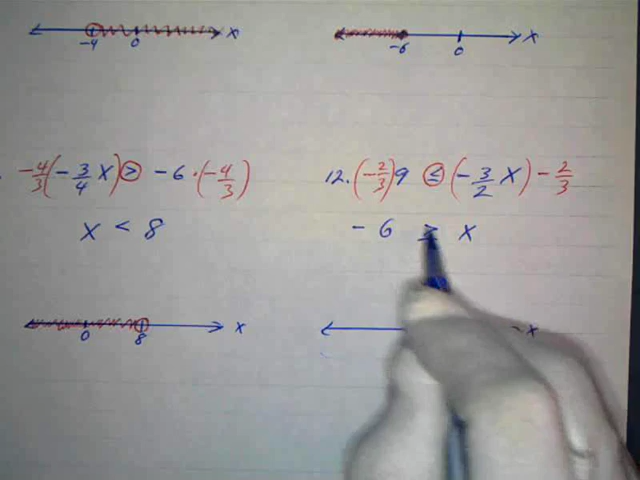 -4 0 x
-6 0 x
-4/3(-3/4 x) > -6 · (-4/3)
x < 8
0 8 x
12. (-2/3)9 ≤ (-3/2 x) -2/3
-6 ≥ x
x